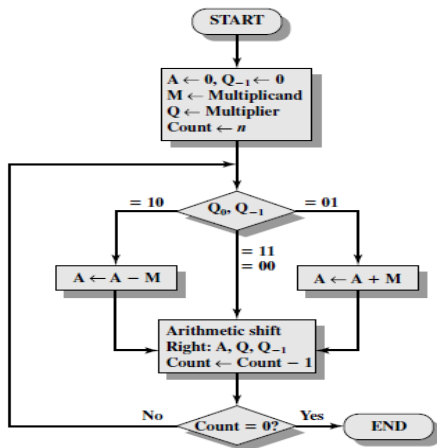 START
A ← 0, Q₋₁ ← 0
M ← Multiplicand
Q ← Multiplier
Count ← n
= 10
Q₀, Q₋₁
= 01
= 11
= 00
A ← A − M
A ← A + M
Arithmetic shift
Right: A, Q, Q₋₁
Count ← Count − 1
No
Count = 0?
Yes
END